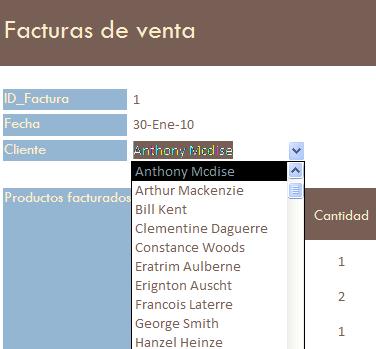 Facturas de venta
ID_Factura 1
Fecha 30-Ene-10
Cliente Anthony Mcdise
Anthony Mcdise
Arthur Mackenzie
Bill Kent
Clementine Daguerre
Constance Woods
Eratrim Aulberne
Erignton Auscht
Francois Laterre
George Smith
Hanzel Heinze
Productos facturados
Cantidad
1
2
1